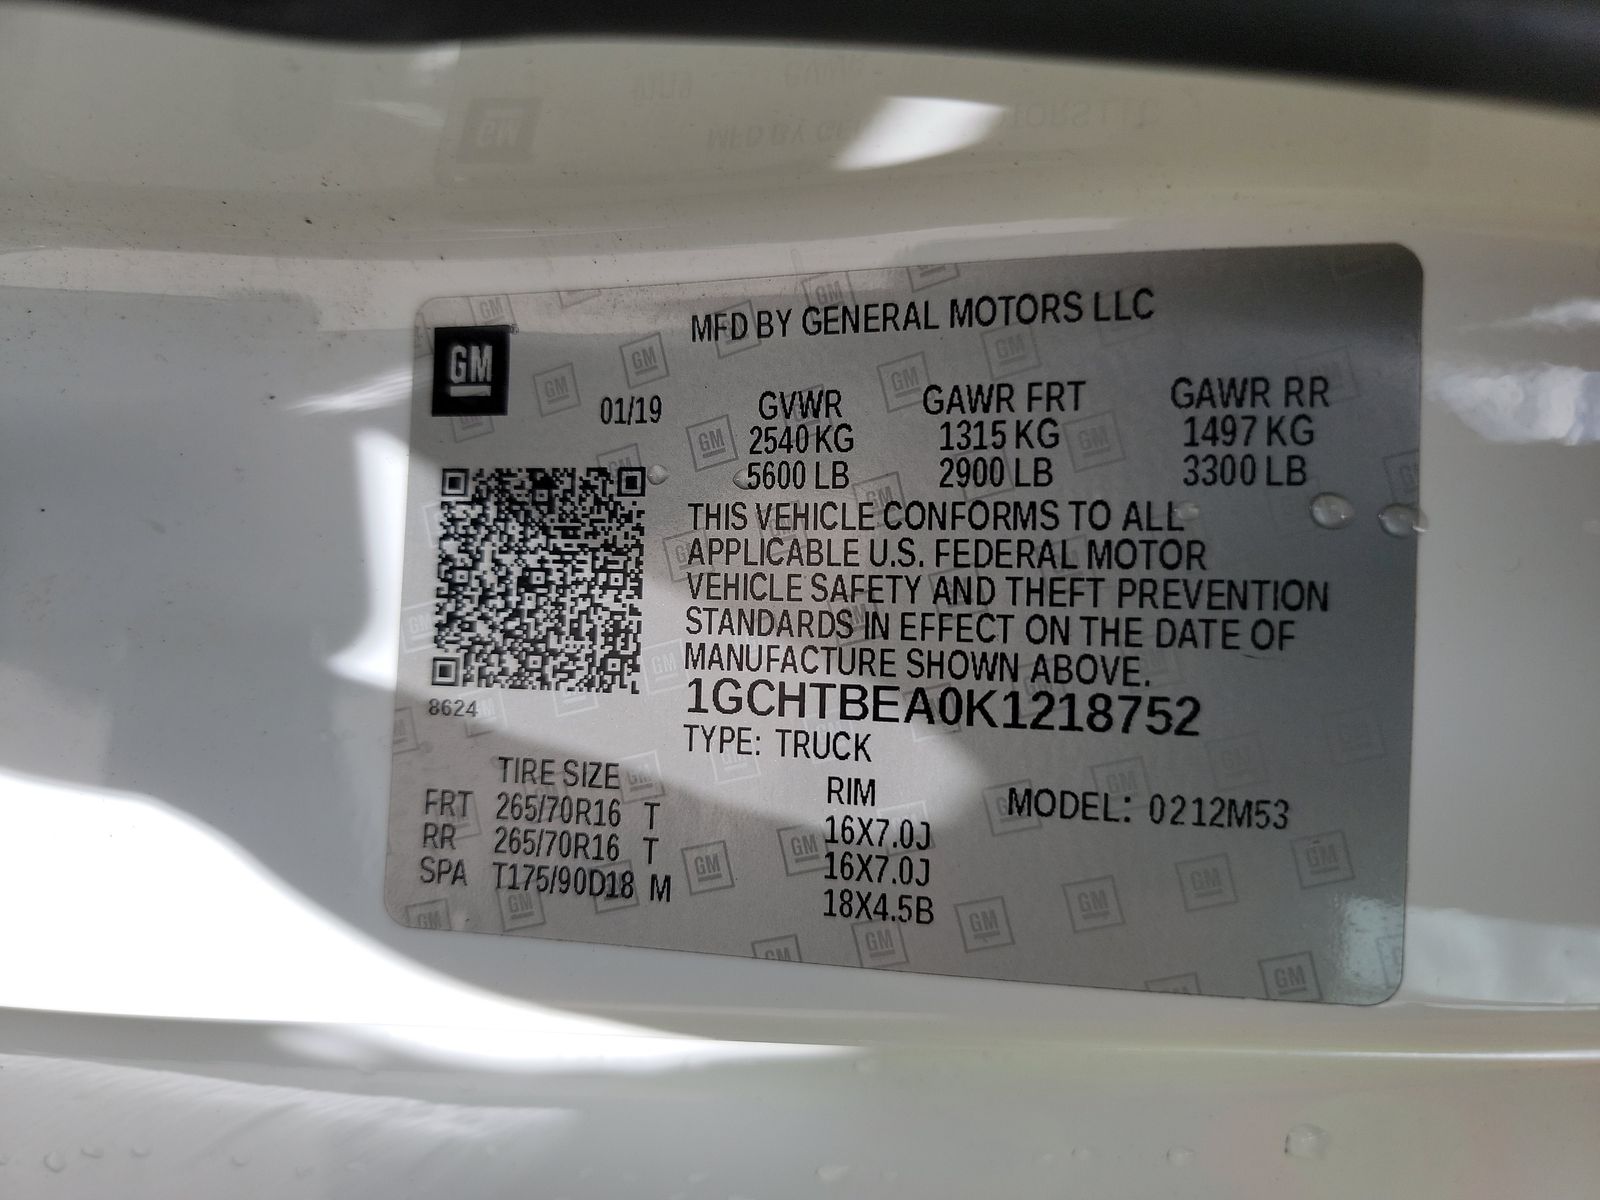 MFD BY GENERAL MOTORS LLC
GM
01/19
GVWR GAWR FRT GAWR RR
2540 KG 1315 KG 1497 KG
5600 LB 2900 LB 3300 LB
THIS VEHICLE CONFORMS TO ALL
APPLICABLE U.S. FEDERAL MOTOR
VEHICLE SAFETY AND THEFT PREVENTION
STANDARDS IN EFFECT ON THE DATE OF
MANUFACTURE SHOWN ABOVE.
8624
1GCHTBEA0K1218752
TYPE: TRUCK
TIRE SIZE RIM MODEL: 0212M53
FRT 265/70R16 T 16X7.0J
RR 265/70R16 T 16X7.0J
SPA T175/90D18 M 18X4.5B